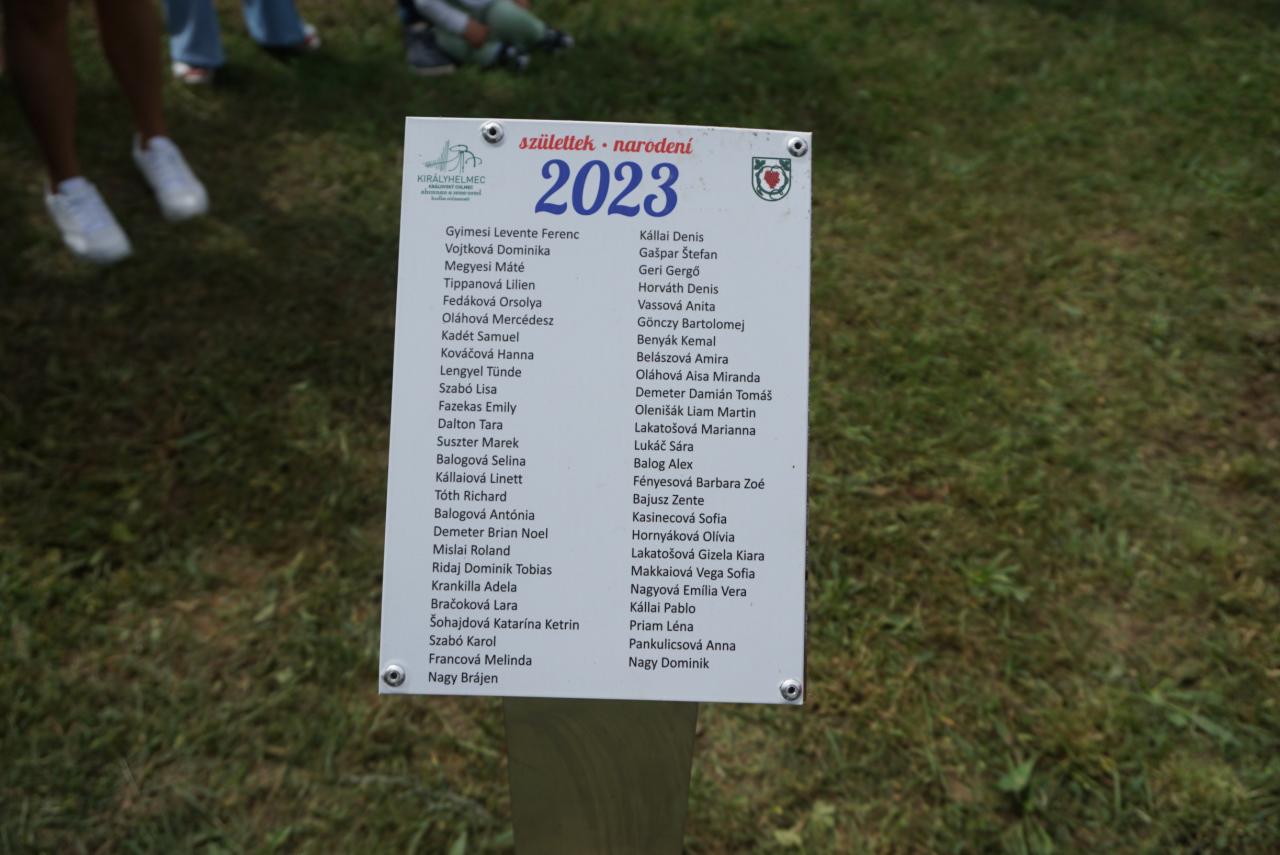 születtek • narodení
2023
KIRÁLYHELMEC
KRÁĽOVSKÝ CHLMEC
Gyimesi Levente Ferenc
Vojtková Dominika
Megyesi Máté
Tippanová Lilien
Fedáková Orsolya
Oláhová Mercédesz
Kadét Samuel
Kováčová Hanna
Lengyel Tünde
Szabó Lisa
Fazekas Emily
Dalton Tara
Suszter Marek
Balogová Selina
Kállaiová Linett
Tóth Richard
Balogová Antónia
Demeter Brian Noel
Mislai Roland
Ridaj Dominik Tobias
Krankilla Adela
Bračoková Lara
Šohajdová Katarína Ketrin
Szabó Karol
Francová Melinda
Nagy Brájen
Kállai Denis
Gašpar Štefan
Geri Gergő
Horváth Denis
Vassová Anita
Gönczy Bartolomej
Benyák Kemal
Belászová Amira
Oláhová Aisa Miranda
Demeter Damián Tomáš
Olenišák Liam Martin
Lakatošová Marianna
Lukáč Sára
Balog Alex
Fényesová Barbara Zoé
Bajusz Zente
Kasinecová Sofia
Hornyáková Olívia
Lakatošová Gizela Kiara
Makkaiová Vega Sofia
Nagyová Emília Vera
Kállai Pablo
Priam Léna
Pankulicsová Anna
Nagy Dominik